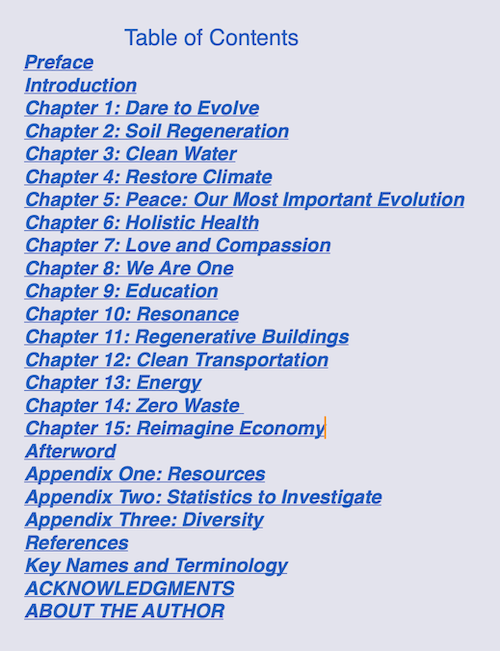 Table of Contents
Preface
Introduction
Chapter 1: Dare to Evolve
Chapter 2: Soil Regeneration
Chapter 3: Clean Water
Chapter 4: Restore Climate
Chapter 5: Peace: Our Most Important Evolution
Chapter 6: Holistic Health
Chapter 7: Love and Compassion
Chapter 8: We Are One
Chapter 9: Education
Chapter 10: Resonance
Chapter 11: Regenerative Buildings
Chapter 12: Clean Transportation
Chapter 13: Energy
Chapter 14: Zero Waste
Chapter 15: Reimagine Economy
Afterword
Appendix One: Resources
Appendix Two: Statistics to Investigate
Appendix Three: Diversity
References
Key Names and Terminology
ACKNOWLEDGMENTS
ABOUT THE AUTHOR